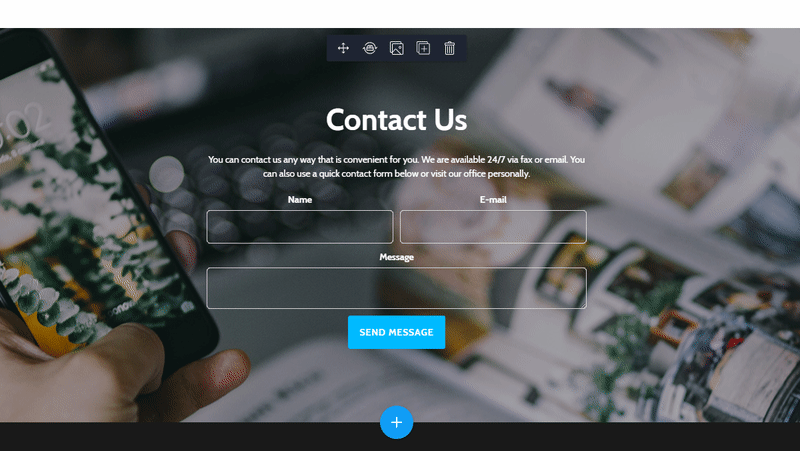 Contact Us
You can contact us any way that is convenient for you. We are available 24/7 via fax or email. You
can also use a quick contact form below or visit our office personally.
Name
E-mail
Message
SEND MESSAGE